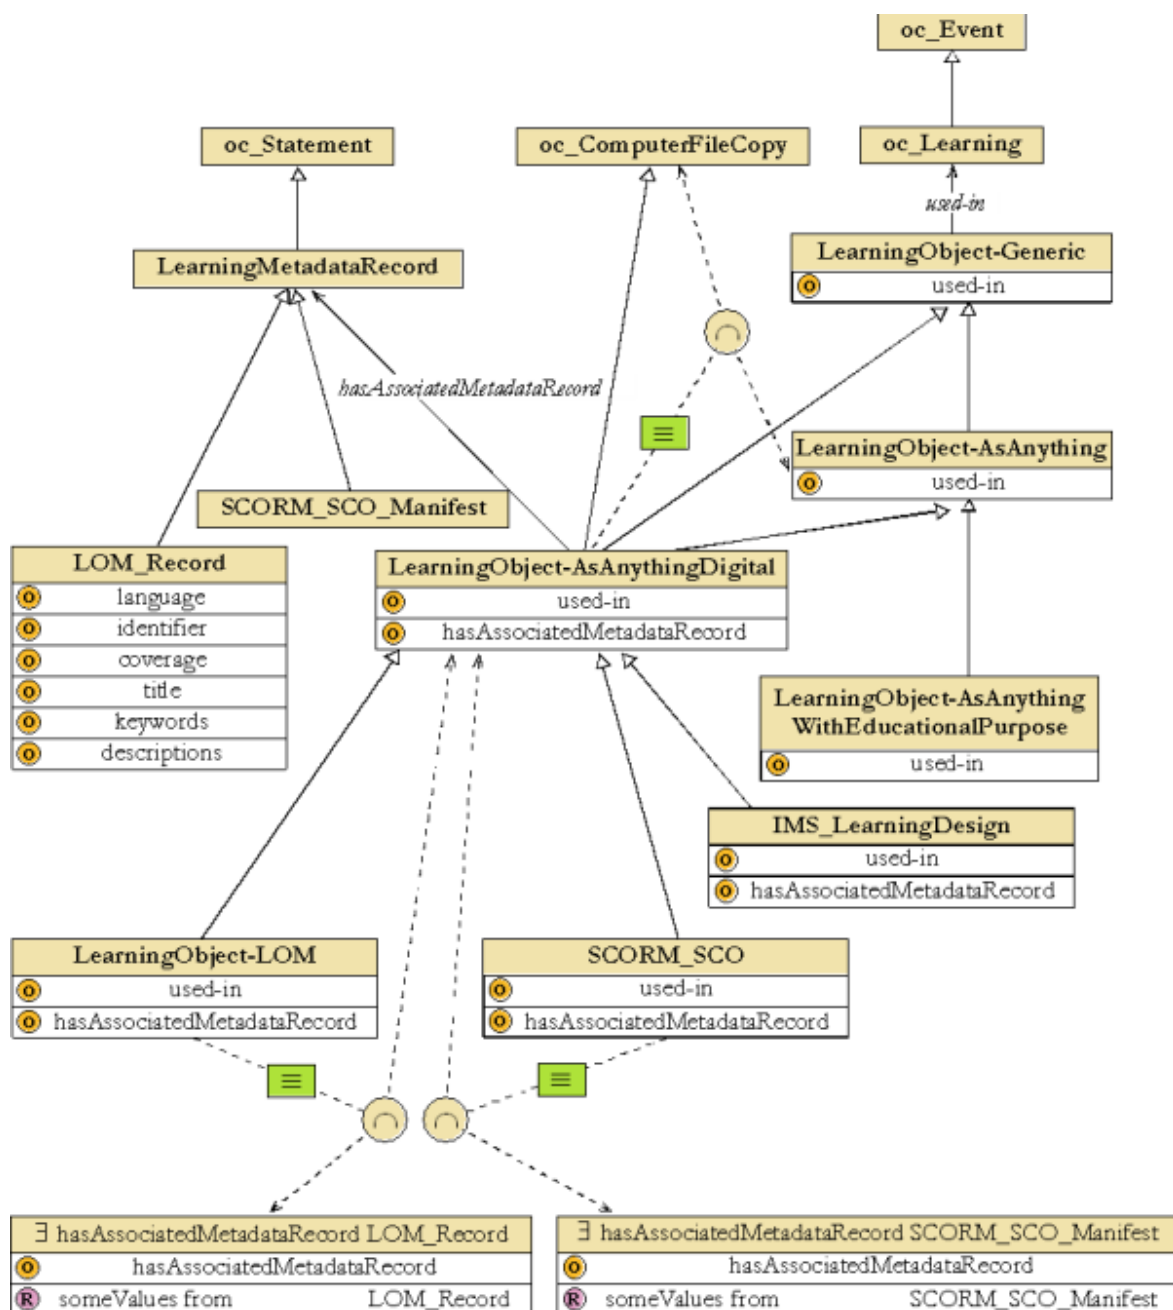 oc_Event
oc_Statement
oc_ComputerFileCopy
oc_Learning
used-in
LearningMetadataRecord
LearningObject-Generic
O used-in
hasAssociatedMetadataRecord
LearningObject-AsAnything
O used-in
SCORM_SCO_Manifest
LOM_Record
O language
O identifier
O coverage
O title
O keywords
O descriptions
LearningObject-AsAnythingDigital
O used-in
O hasAssociatedMetadataRecord
LearningObject-AsAnything
WithEducationalPurpose
O used-in
IMS_LearningDesign
O used-in
O hasAssociatedMetadataRecord
LearningObject-LOM
O used-in
O hasAssociatedMetadataRecord
SCORM_SCO
O used-in
O hasAssociatedMetadataRecord
∃ hasAssociatedMetadataRecord LOM_Record
O hasAssociatedMetadataRecord
R someValues from LOM_Record
∃ hasAssociatedMetadataRecord SCORM_SCO_Manifest
O hasAssociatedMetadataRecord
R someValues from SCORM_SCO_Manifest